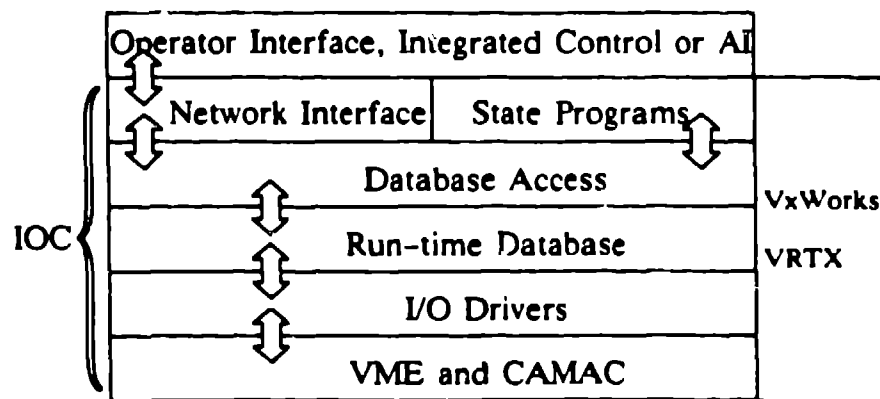 Operator Interface, Integrated Control or AI
Network Interface
State Programs
Database Access
VxWorks
IOC
Run-time Database
VRTX
I/O Drivers
VME and CAMAC